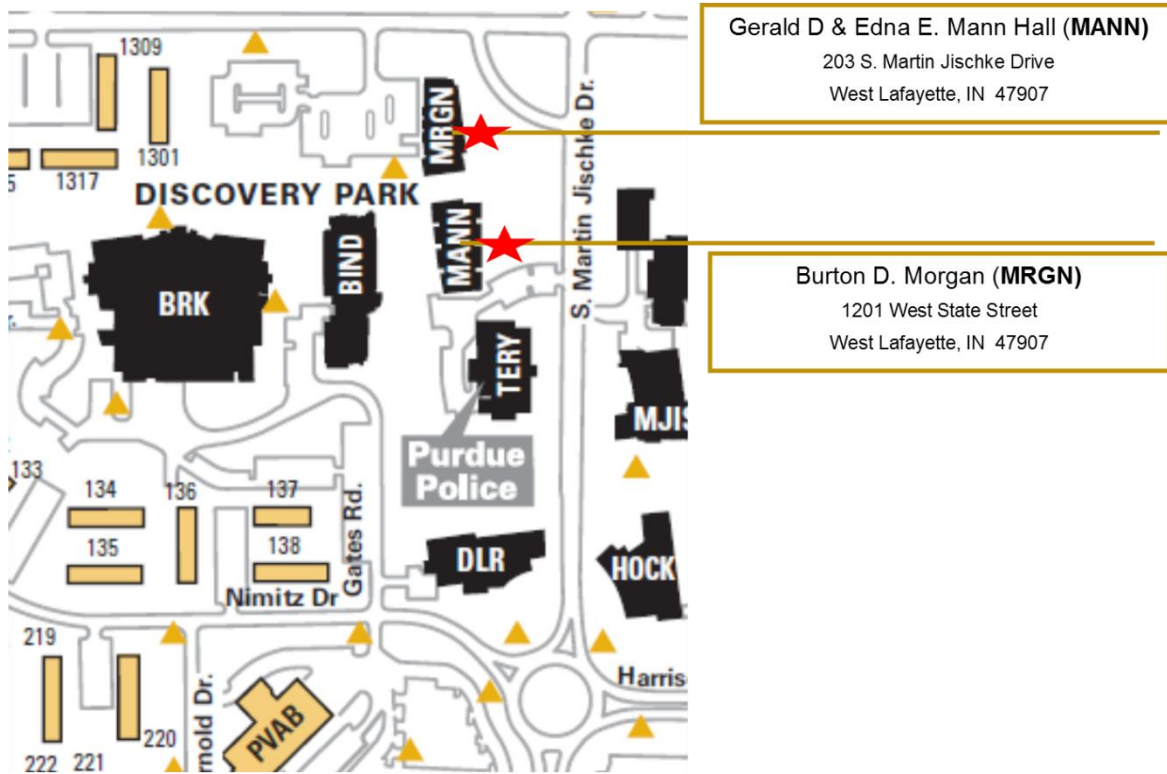 Gerald D & Edna E. Mann Hall (MANN)
203 S. Martin Jischke Drive
West Lafayette, IN 47907
Burton D. Morgan (MRGN)
1201 West State Street
West Lafayette, IN 47907
1309
1301
1317
5
DISCOVERY PARK
MRGN
MANN
S. Martin Jischke Dr.
BRK
BIND
TERY
MJIS
Purdue
Police
133
134
136
137
135
138
Gates Rd.
DLR
HOCK
Nimitz Dr
219
220
221
222
rnold Dr.
PVAB
Harris